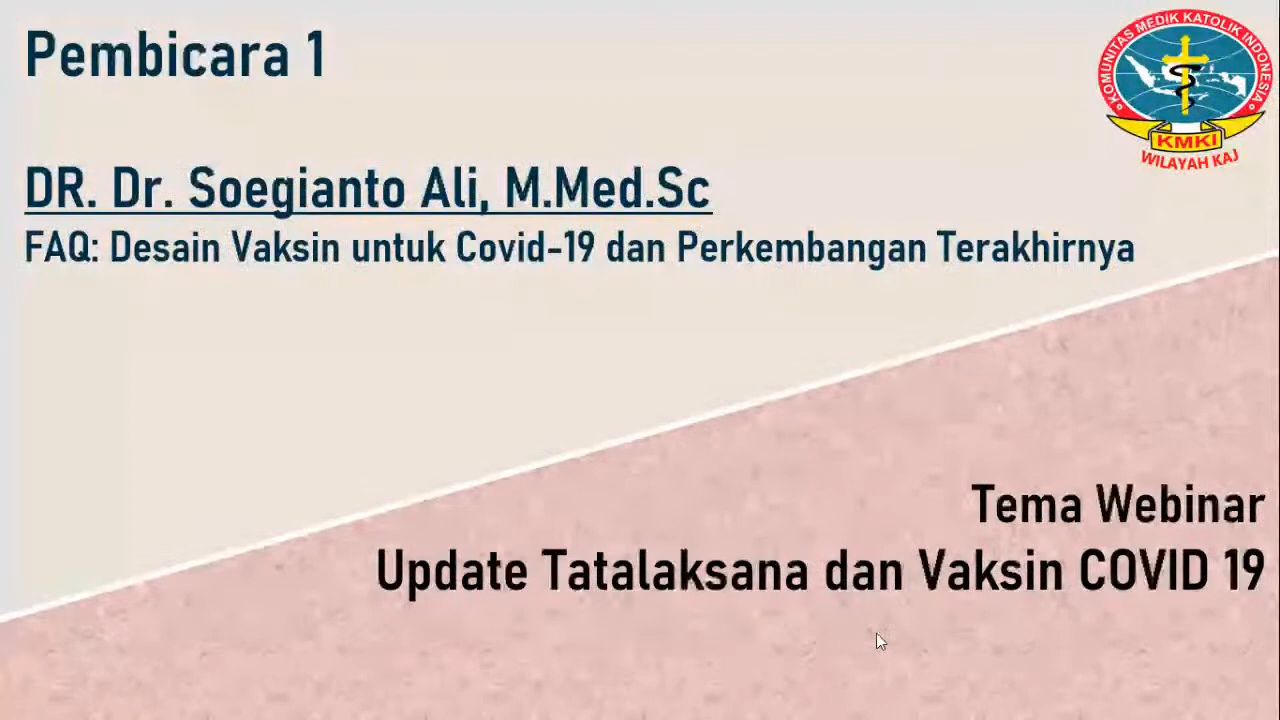 Pembicara 1
KOMUNITAS MEDIK KATOLIK INDONESIA
KMKI
WILAYAH KAJ
DR. Dr. Soegianto Ali, M.Med.Sc
FAQ: Desain Vaksin untuk Covid-19 dan Perkembangan Terakhirnya
Tema Webinar
Update Tatalaksana dan Vaksin COVID 19